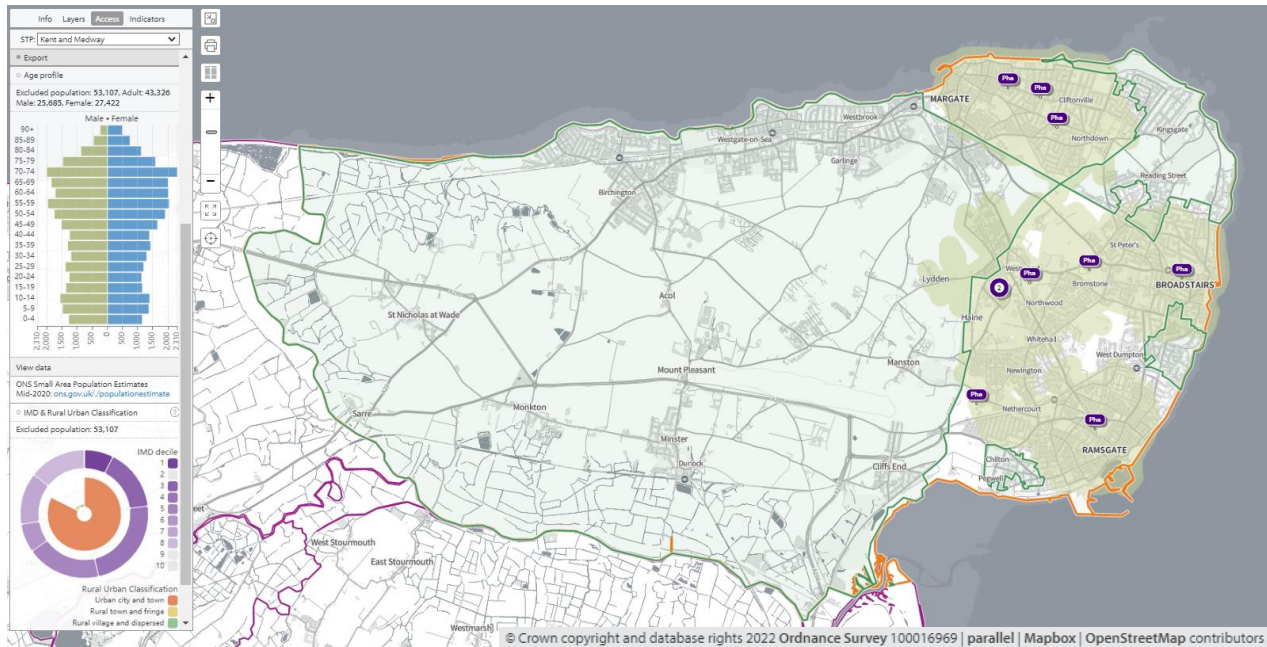 Info Layers Access Indicators
STP: Kent and Medway
Export
Age profile
Excluded population: 53,107, Adult: 43,326
Male: 25,685, Female: 27,422
Male • Female
90+
85-89
80-84
75-79
70-74
65-69
60-64
55-59
50-54
45-49
40-44
35-39
30-34
25-29
20-24
15-19
10-14
5-9
0-4
2,310 2,000 1,500 1,000 500 0 500 1,000 1,500 2,000 2,310
View data
ONS Small Area Population Estimates
Mid-2020: ons.gov.uk/./populationestimate
IMD & Rural Urban Classification ?
Excluded population: 53,107
IMD decile
1
2
3
4
5
6
7
8
9
10
Rural Urban Classification
Urban city and town
Rural town and fringe
Rural village and dispersed
+
−
Pha
Pha
MARGATE
Cliftonville
Westbrook
Pha
Kingsgate
Westgate-on-Sea
Northdown
Garlinge
Reading Street
Birchington
St Peter's
Pha
Pha
Pha
Lydden
West
Bromstone
BROADSTAIRS
2
Acol
Northwood
St Nicholas at Wade
Haine
Whitehall
West Dumpton
Manston
Mount Pleasant
Newington
Pha
Monkton
Nethercourt
Sarre
Pha
Minster
RAMSGATE
Chilton
Durlock
Cliffs End
Pegwell
eet
West Stourmouth
East Stourmouth
Westmarsh
© Crown copyright and database rights 2022 Ordnance Survey 100016969 | parallel | Mapbox | OpenStreetMap contributors